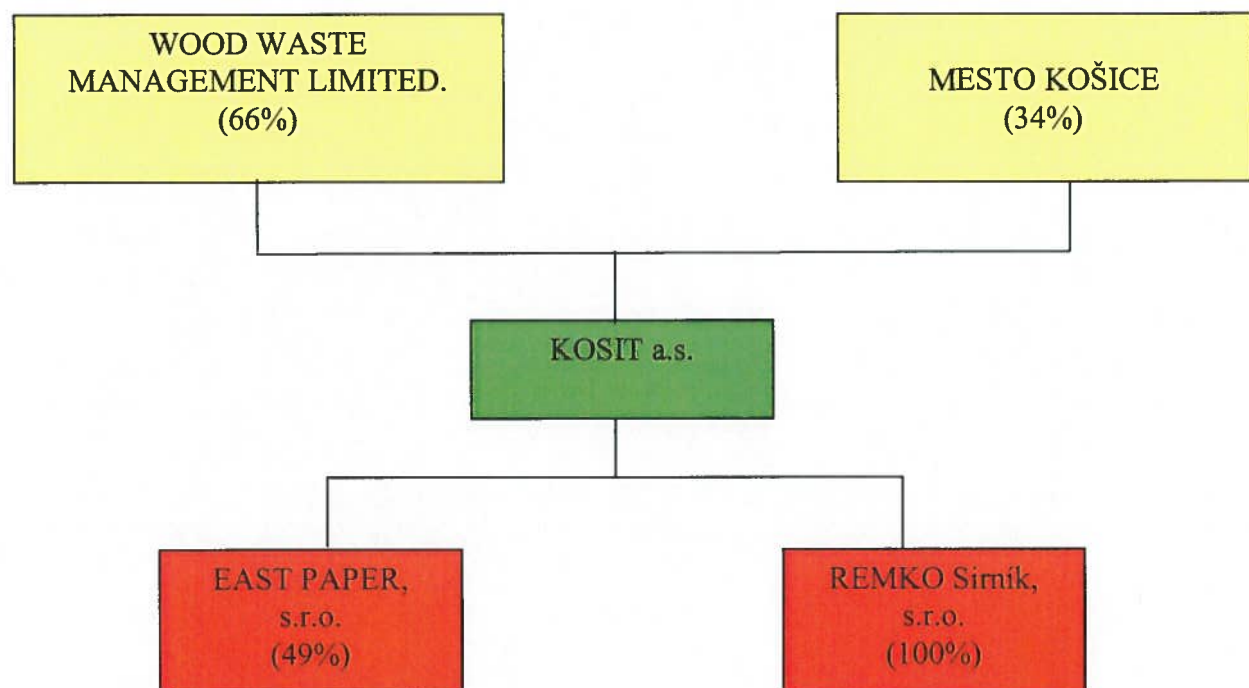 WOOD WASTE
MANAGEMENT LIMITED.
(66%)
MESTO KOŠICE
(34%)
KOSIT a.s.
EAST PAPER,
s.r.o.
(49%)
REMKO Sirník,
s.r.o.
(100%)